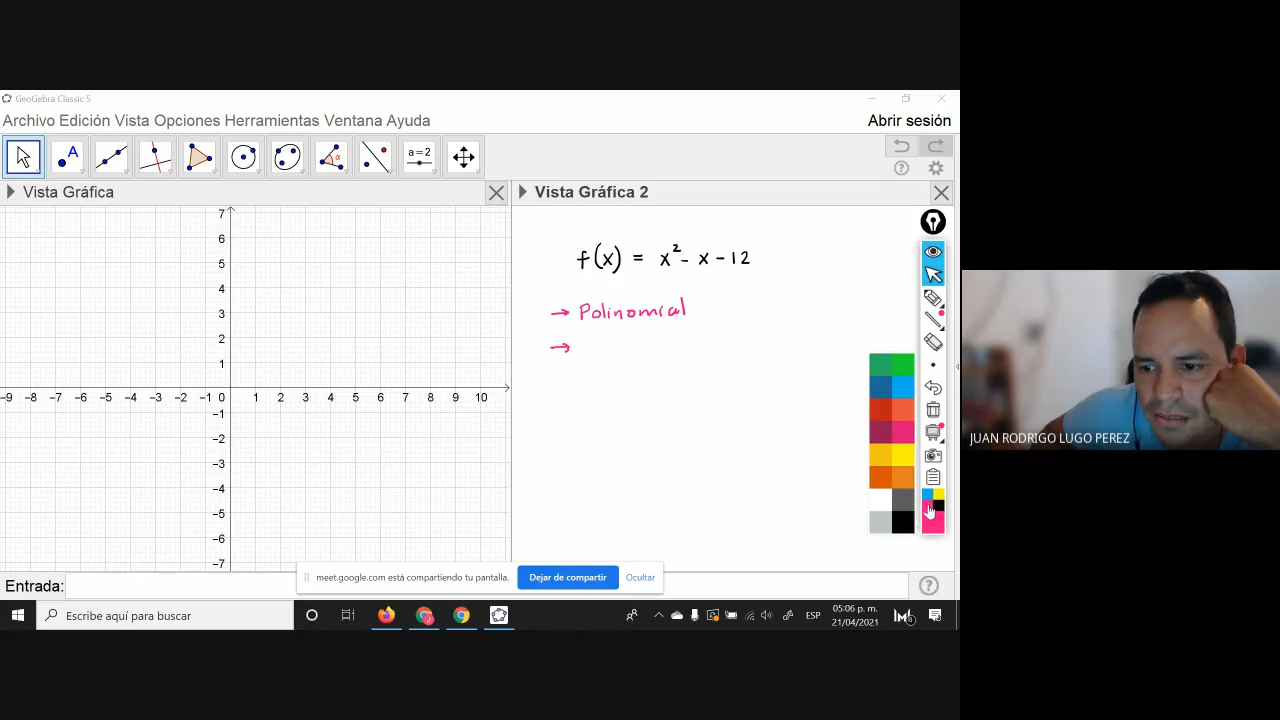 GeoGebra Classic 5
Archivo Edición Vista Opciones Herramientas Ventana Ayuda
Abrir sesión
A
α
a=2
Vista Gráfica
Vista Gráfica 2
7
6
5
4
3
2
1
-9 -8 -7 -6 -5 -4 -3 -2 -1 0 1 2 3 4 5 6 7 8 9 10
-1
-2
-3
-4
-5
-6
-7
f(x) = x² - x - 12
→ Polinomial
→
JUAN RODRIGO LUGO PEREZ
meet.google.com está compartiendo tu pantalla.
Dejar de compartir
Ocultar
Entrada:
Escribe aquí para buscar
ESP
05:06 p. m.
21/04/2021